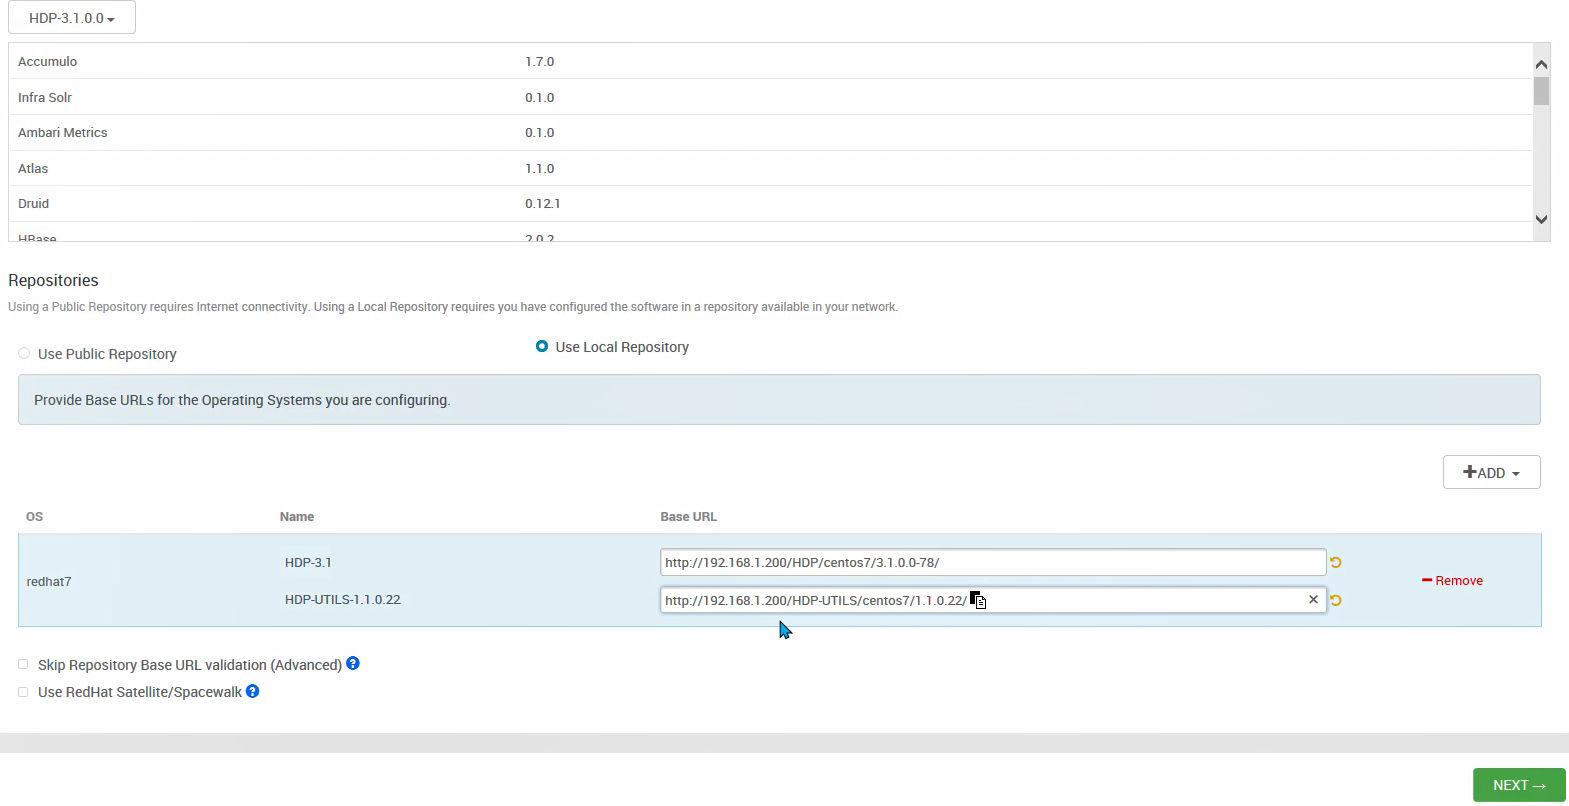 HDP-3.1.0.0
Accumulo 1.7.0
Infra Solr 0.1.0
Ambari Metrics 0.1.0
Atlas 1.1.0
Druid 0.12.1
HBase 2.0.2
Repositories
Using a Public Repository requires Internet connectivity. Using a Local Repository requires you have configured the software in a repository available in your network.
Use Public Repository
Use Local Repository
Provide Base URLs for the Operating Systems you are configuring.
ADD
OS Name Base URL
redhat7
HDP-3.1 http://192.168.1.200/HDP/centos7/3.1.0.0-78/
HDP-UTILS-1.1.0.22 http://192.168.1.200/HDP-UTILS/centos7/1.1.0.22/
Remove
Skip Repository Base URL validation (Advanced)
Use RedHat Satellite/Spacewalk
NEXT→